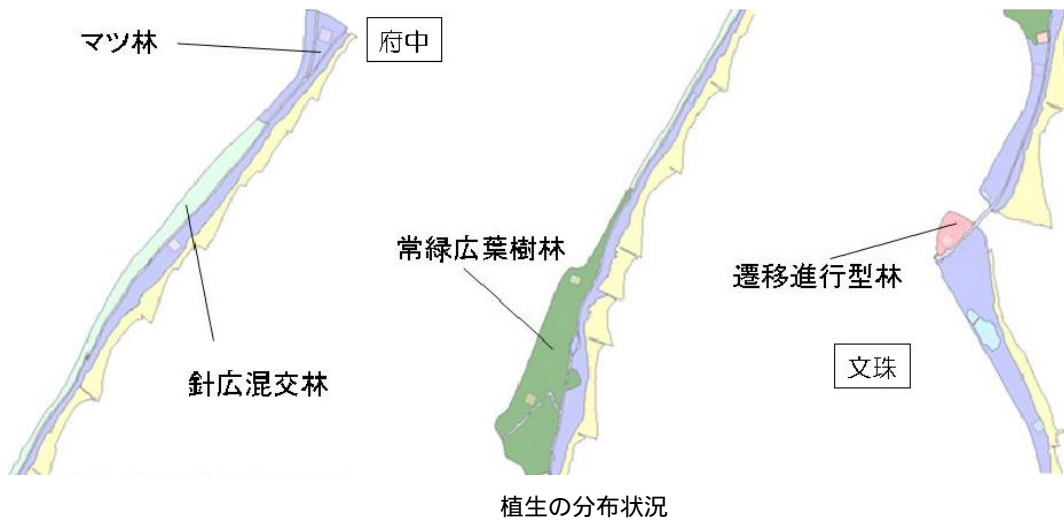 マツ林
府中
針広混交林
常緑広葉樹林
遷移進行型林
文珠
植生の分布状況